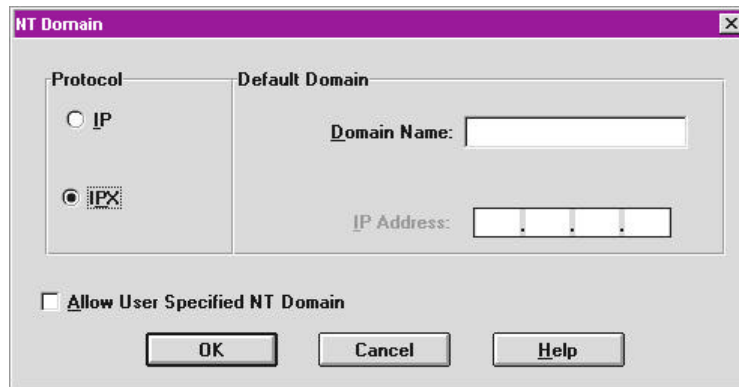 NT Domain
Protocol
IP
IPX
Default Domain
Domain Name:
IP Address: . . .
Allow User Specified NT Domain
OK Cancel Help